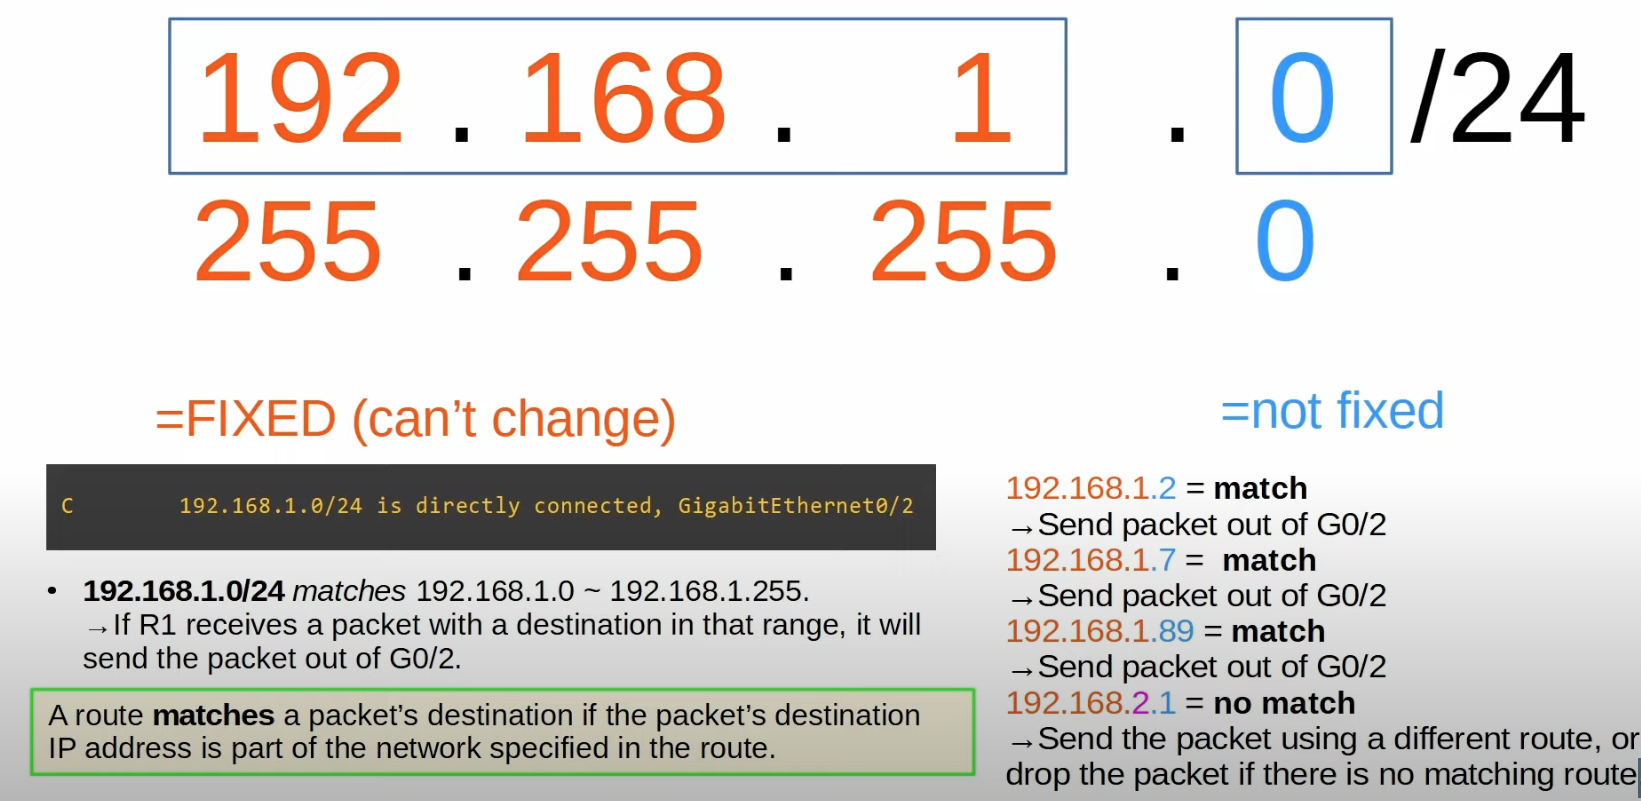 192 . 168 . 1 . 0 /24
255 . 255 . 255 . 0
=FIXED (can’t change)
=not fixed
C 192.168.1.0/24 is directly connected, GigabitEthernet0/2
• 192.168.1.0/24 matches 192.168.1.0 ~ 192.168.1.255.
→If R1 receives a packet with a destination in that range, it will
send the packet out of G0/2.
A route matches a packet’s destination if the packet’s destination
IP address is part of the network specified in the route.
192.168.1.2 = match
→Send packet out of G0/2
192.168.1.7 = match
→Send packet out of G0/2
192.168.1.89 = match
→Send packet out of G0/2
192.168.2.1 = no match
→Send the packet using a different route, or
drop the packet if there is no matching route